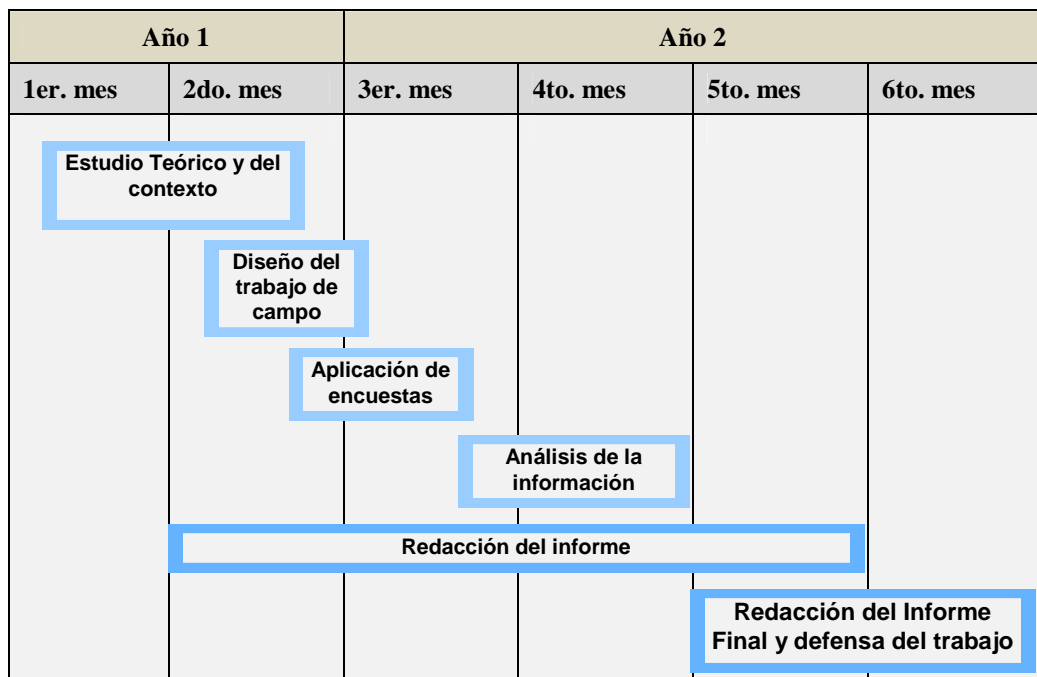 Año 1
Año 2
1er. mes
2do. mes
3er. mes
4to. mes
5to. mes
6to. mes
Estudio Teórico y del
contexto
Diseño del
trabajo de
campo
Aplicación de
encuestas
Análisis de la
información
Redacción del informe
Redacción del Informe
Final y defensa del trabajo